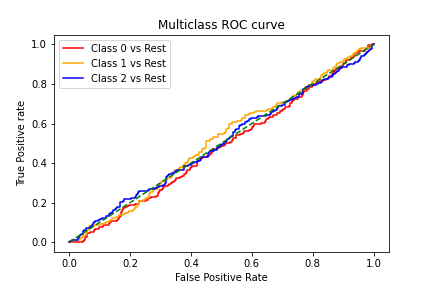 Multiclass ROC curve
True Positive rate
1.0
0.8
0.6
0.4
0.2
0.0
Class 0 vs Rest
Class 1 vs Rest
Class 2 vs Rest
0.0 0.2 0.4 0.6 0.8 1.0
False Positive Rate